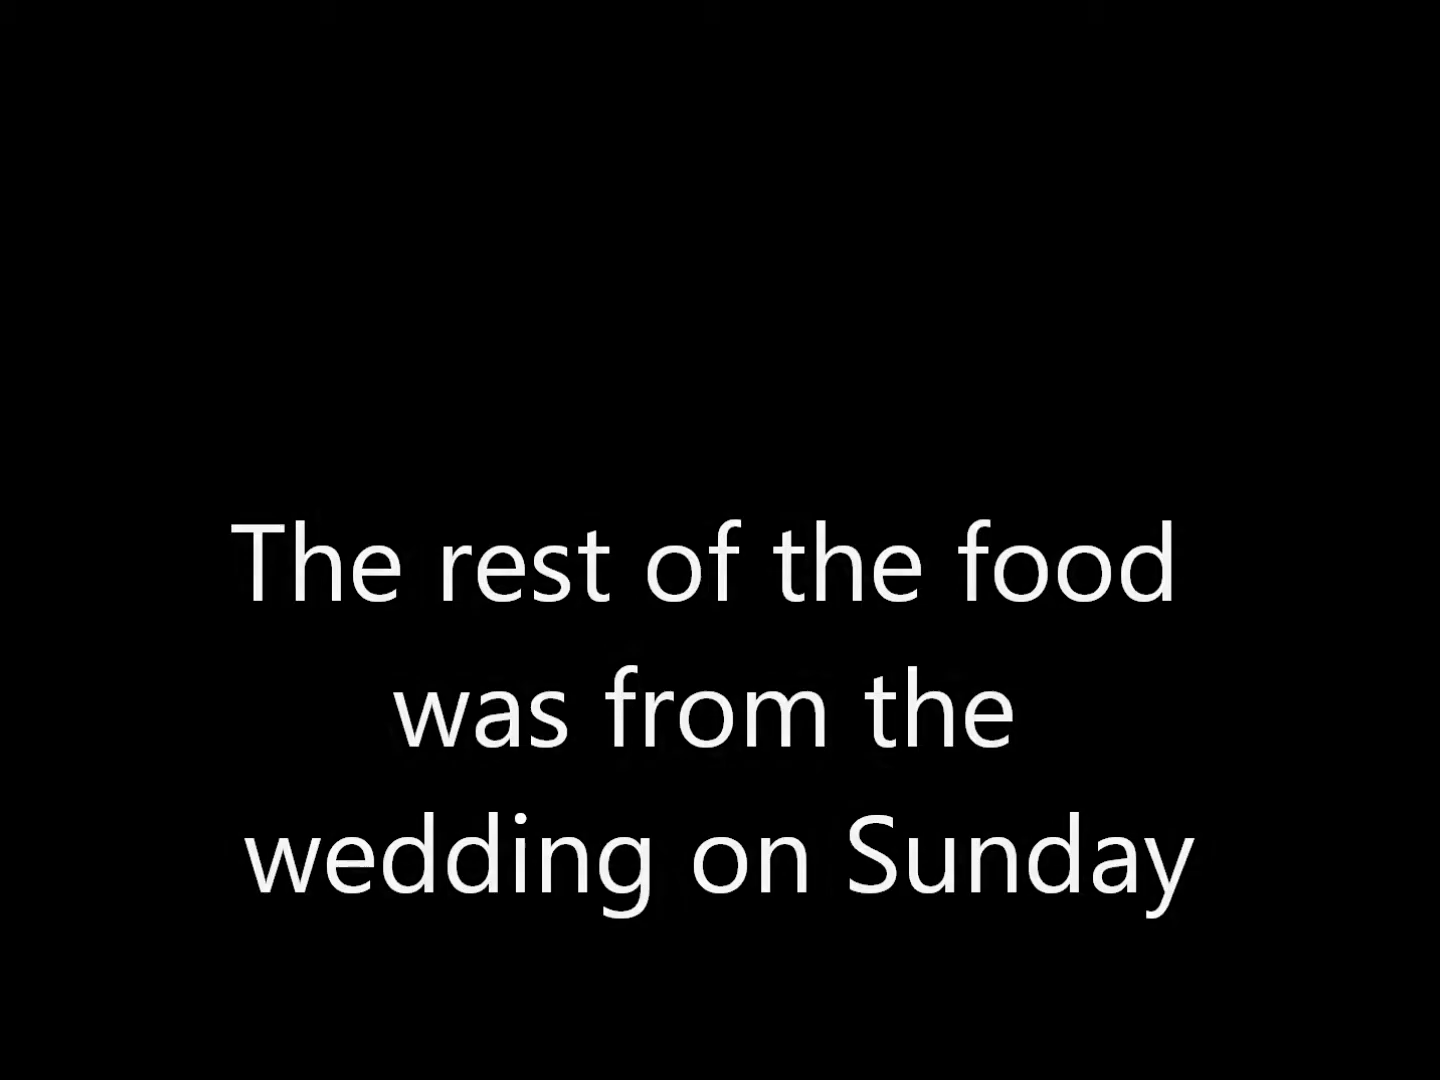 The rest of the food
was from the
wedding on Sunday